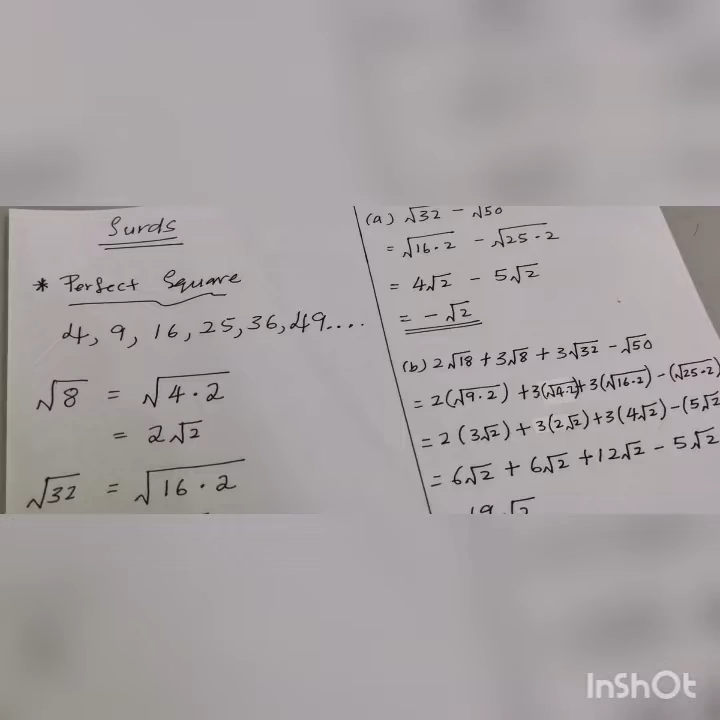 Surds
* Perfect Square
4, 9, 16, 25, 36, 49....
√8 = √4·2
= 2√2
√32 = √16·2
(a) √32 - √50
= √16·2 - √25·2
= 4√2 - 5√2
= -√2
(b) 2√18 + 3√8 + 3√32 - √50
= 2(√9·2) + 3(√4·2) + 3(√16·2) - (√25·2)
= 2(3√2) + 3(2√2) + 3(4√2) - (5√2
= 6√2 + 6√2 + 12√2 - 5√2
19√2
InShOt